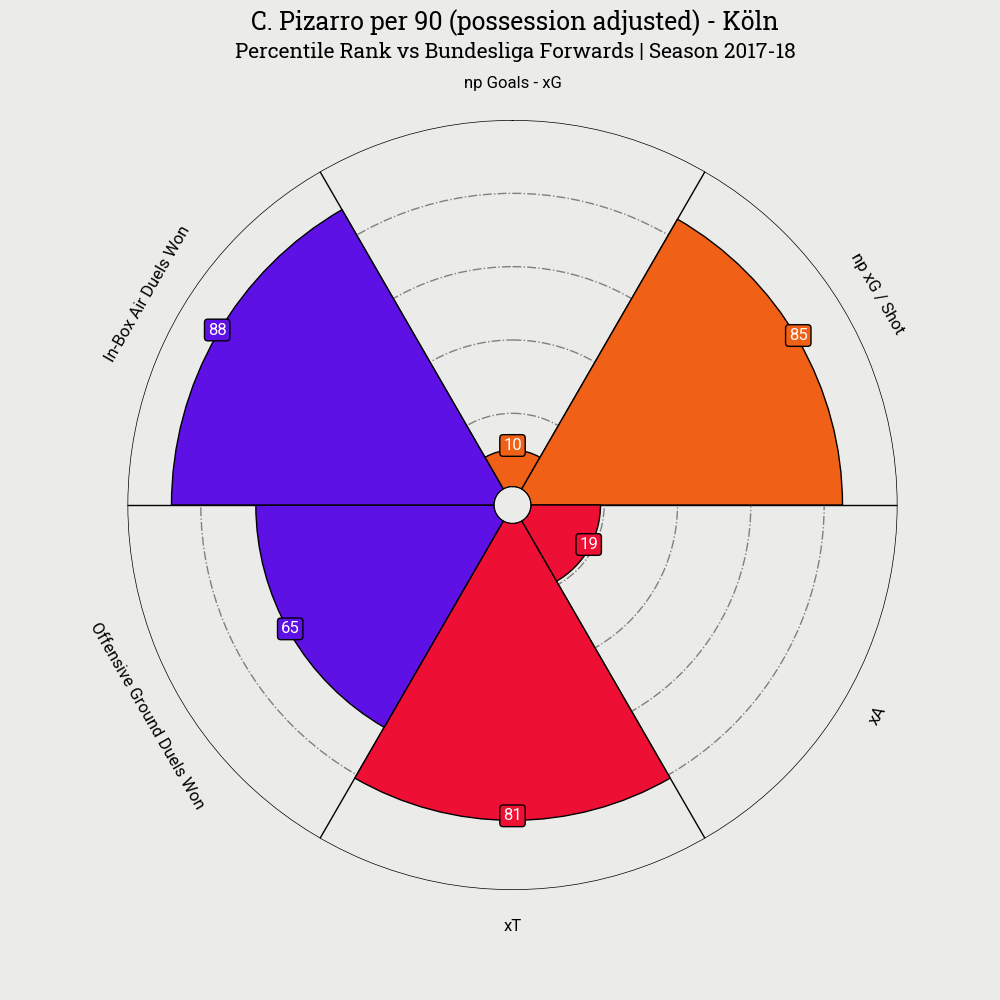 C. Pizarro per 90 (possession adjusted) - Köln
Percentile Rank vs Bundesliga Forwards | Season 2017-18
np Goals - xG
np xG / Shot
In-Box Air Duels Won
88
85
10
19
65
81
Offensive Ground Duels Won
xA
xT